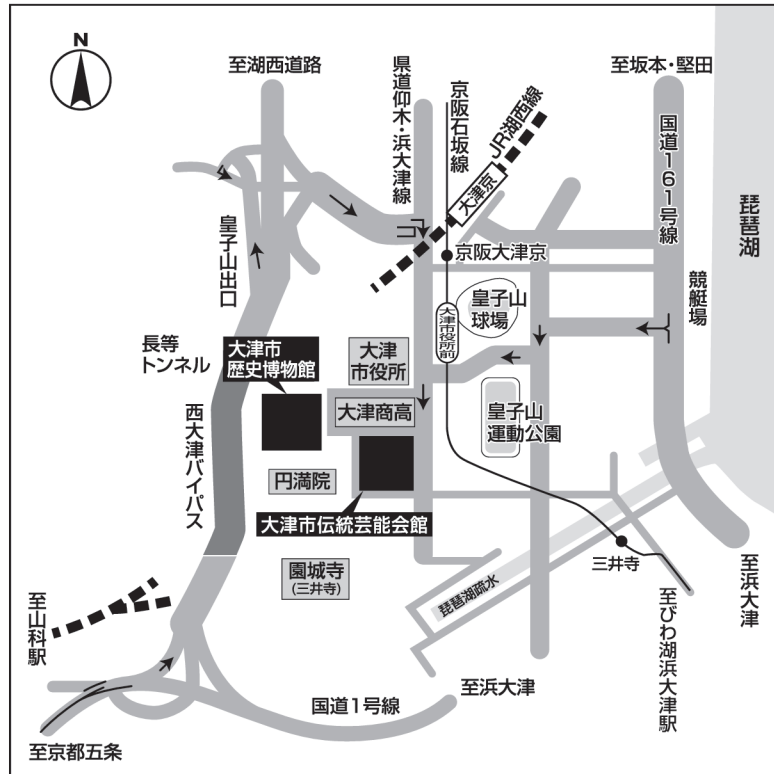 N
至湖西道路
県道仰木・浜大津線
京阪石坂線
JR湖西線
至坂本・堅田
国道161号線
琵琶湖
大津京
皇子山出口
京阪大津京
競艇場
大津市役所前
皇子山
球場
長等
トンネル
大津市
歴史博物館
大津
市役所
大津商高
皇子山
運動公園
西大津バイパス
円満院
大津市伝統芸能会館
園城寺
(三井寺)
三井寺
琵琶湖疏水
至浜大津
至山科駅
至びわ湖浜大津駅
至浜大津
国道1号線
至京都五条